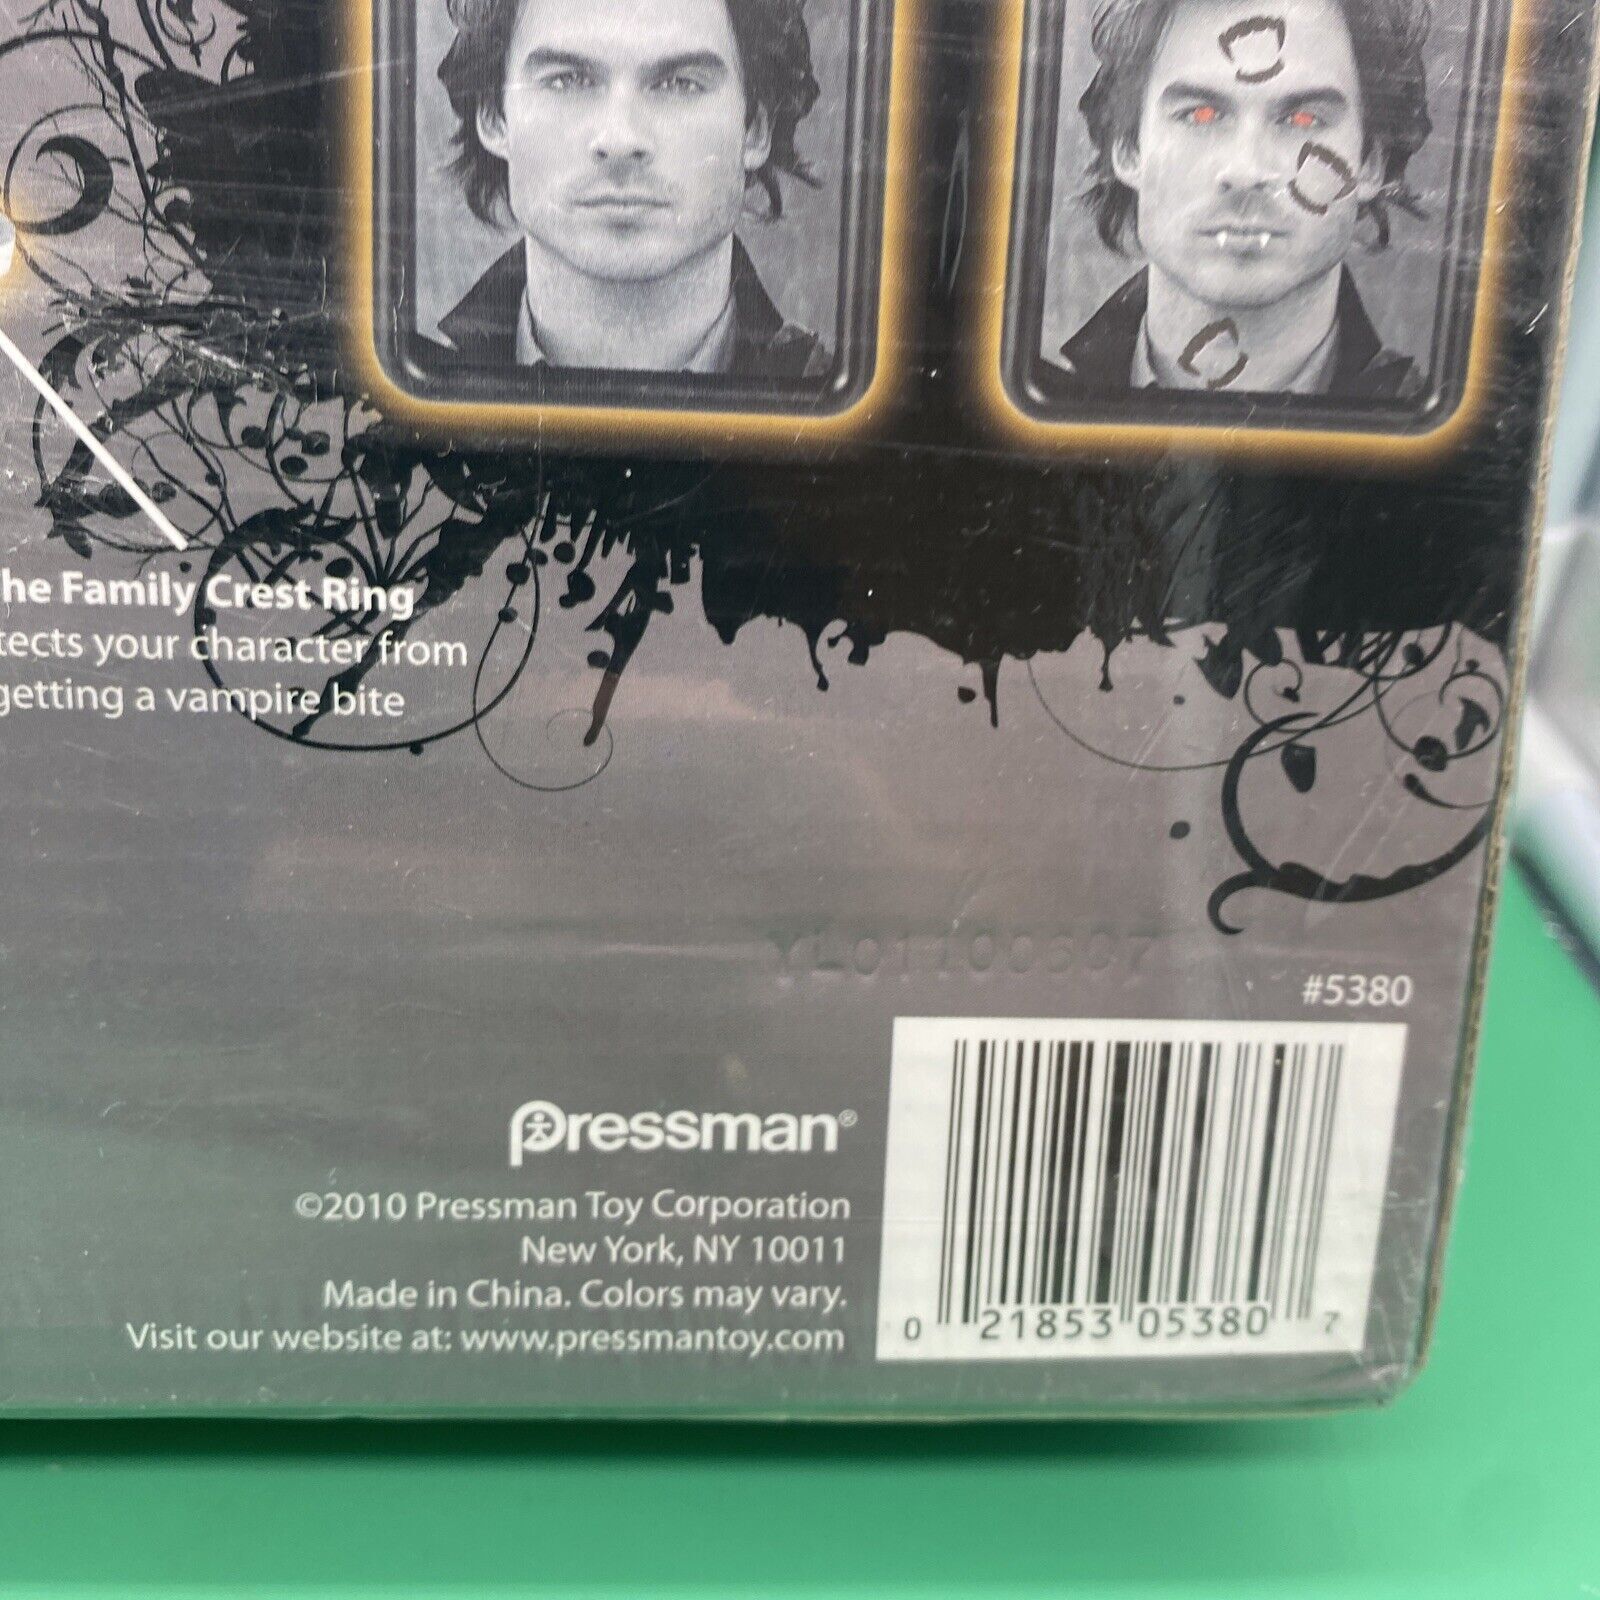 he Family Crest Ring
tects your character from
getting a vampire bite
YL01100607
#5380
pressman®
©2010 Pressman Toy Corporation
New York, NY 10011
Made in China. Colors may vary.
Visit our website at: www.pressmantoy.com
0 21853 05380 7